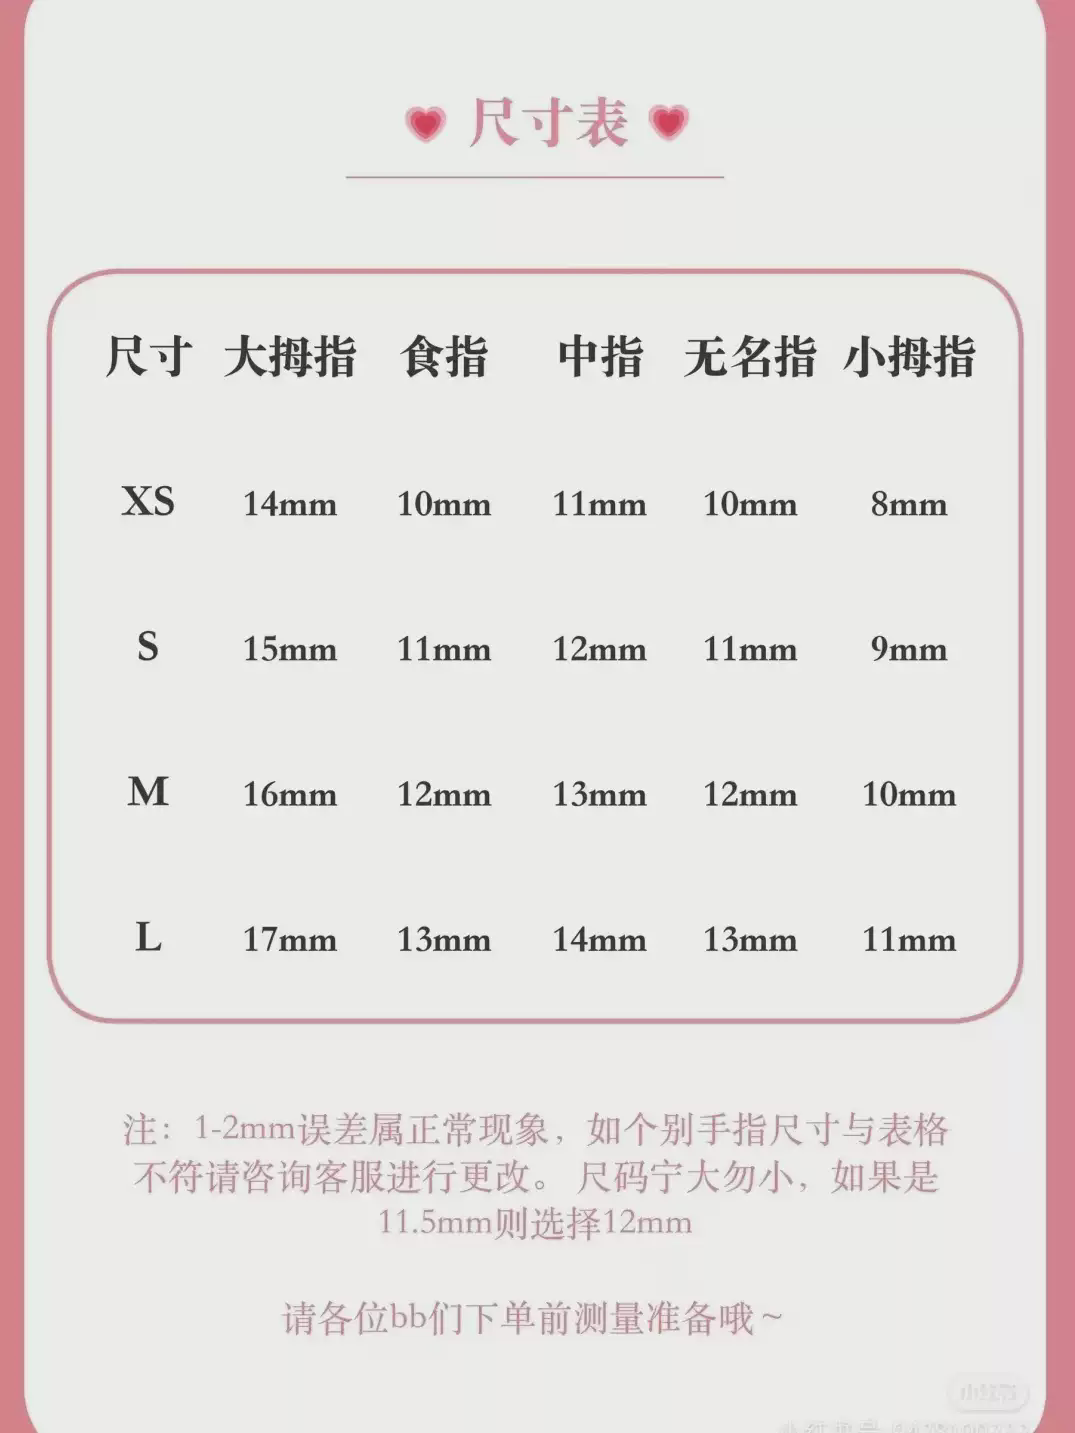 尺寸表
尺寸 大拇指 食指 中指 无名指 小拇指
XS 14mm 10mm 11mm 10mm 8mm
S 15mm 11mm 12mm 11mm 9mm
M 16mm 12mm 13mm 12mm 10mm
L 17mm 13mm 14mm 13mm 11mm
注：1-2mm误差属正常现象，如个别手指尺寸与表格
不符请咨询客服进行更改。尺码宁大勿小，如果是
11.5mm则选择12mm
请各位bb们下单前测量准备哦~
小红书